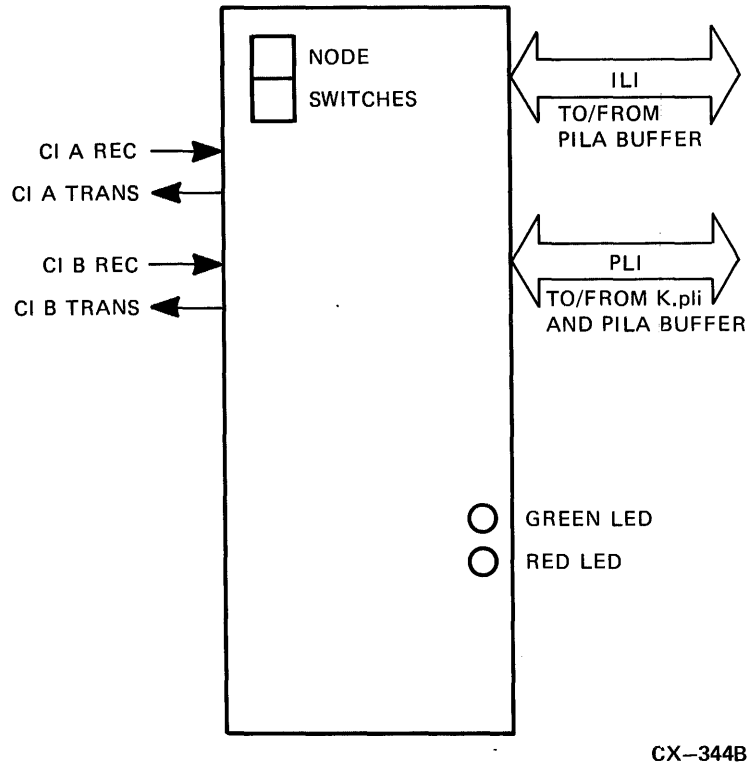 NODE
SWITCHES
CI A REC
CI A TRANS
CI B REC
CI B TRANS
ILI
TO/FROM
PILA BUFFER
PLI
TO/FROM K.pli
AND PILA BUFFER
GREEN LED
RED LED
CX-344B